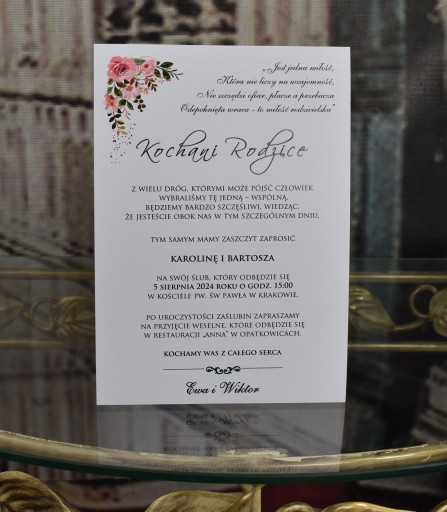 „Jest jedna miłość,
Która nie liczy na wzajemność,
Nie szczędzi ofiar, płacze a przebacza
Odepchnięta wraca - to miłość rodzicielska"
Kochani Rodzice
Z WIELU DRÓG, KTÓRYMI MOŻE PÓJŚĆ CZŁOWIEK
WYBRALIŚMY TĘ JEDNĄ – WSPÓLNĄ.
BĘDZIEMY BARDZO SZCZĘŚLIWI, WIEDZĄC,
ŻE JESTEŚCIE OBOK NAS W TYM SZCZEGÓLNYM DNIU.
TYM SAMYM MAMY ZASZCZYT ZAPROSIĆ
KAROLINĘ I BARTOSZA
NA SWÓJ ŚLUB, KTÓRY ODBĘDZIE SIĘ
5 SIERPNIA 2024 ROKU O GODZ. 15:00
W KOŚCIELE PW. ŚW PAWŁA W KRAKOWIE.
PO UROCZYSTOŚCI ZAŚLUBIN ZAPRASZAMY
NA PRZYJĘCIE WESELNE, KTÓRE ODBĘDZIE SIĘ
W RESTAURACJI „ANNA" W OPATKOWICACH.
KOCHAMY WAS Z CAŁEGO SERCA
Ewa i Wiktor